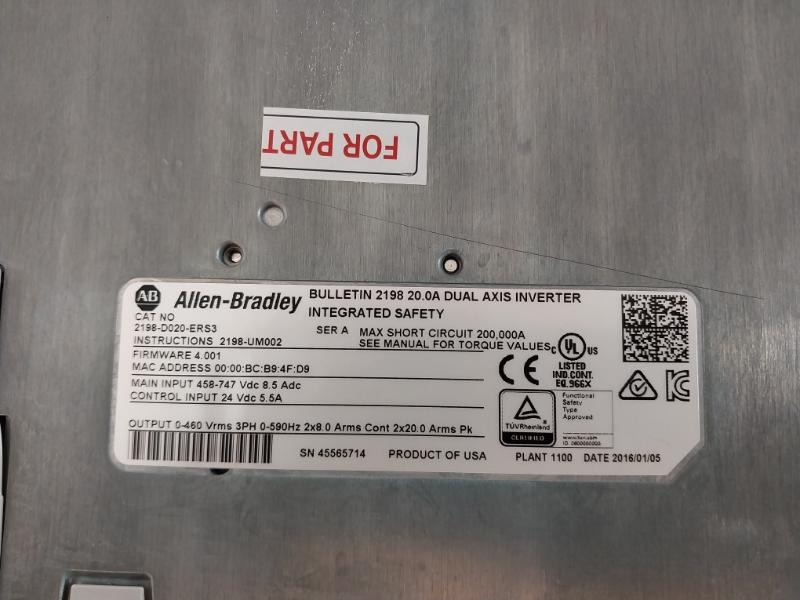 FOR PART
AB Allen-Bradley
BULLETIN 2198 20.0A DUAL AXIS INVERTER
INTEGRATED SAFETY
CAT NO
2198-D020-ERS3
SER A
MAX SHORT CIRCUIT 200,000A
INSTRUCTIONS 2198-UM002
SEE MANUAL FOR TORQUE VALUES
FIRMWARE 4.001
MAC ADDRESS 00:00:BC:B9:4F:D9
MAIN INPUT 458-747 Vdc 8.5 Adc
CONTROL INPUT 24 Vdc 5.5A
OUTPUT 0-460 Vrms 3PH 0-590Hz 2x8.0 Arms Cont 2x20.0 Arms Pk
C UL US
LISTED
IND.CONT.
EQ.966X
CE
TÜVRheinland
Functional
Safety
Type
Approved
SN 45565714
PRODUCT OF USA
PLANT 1100
DATE 2016/01/05